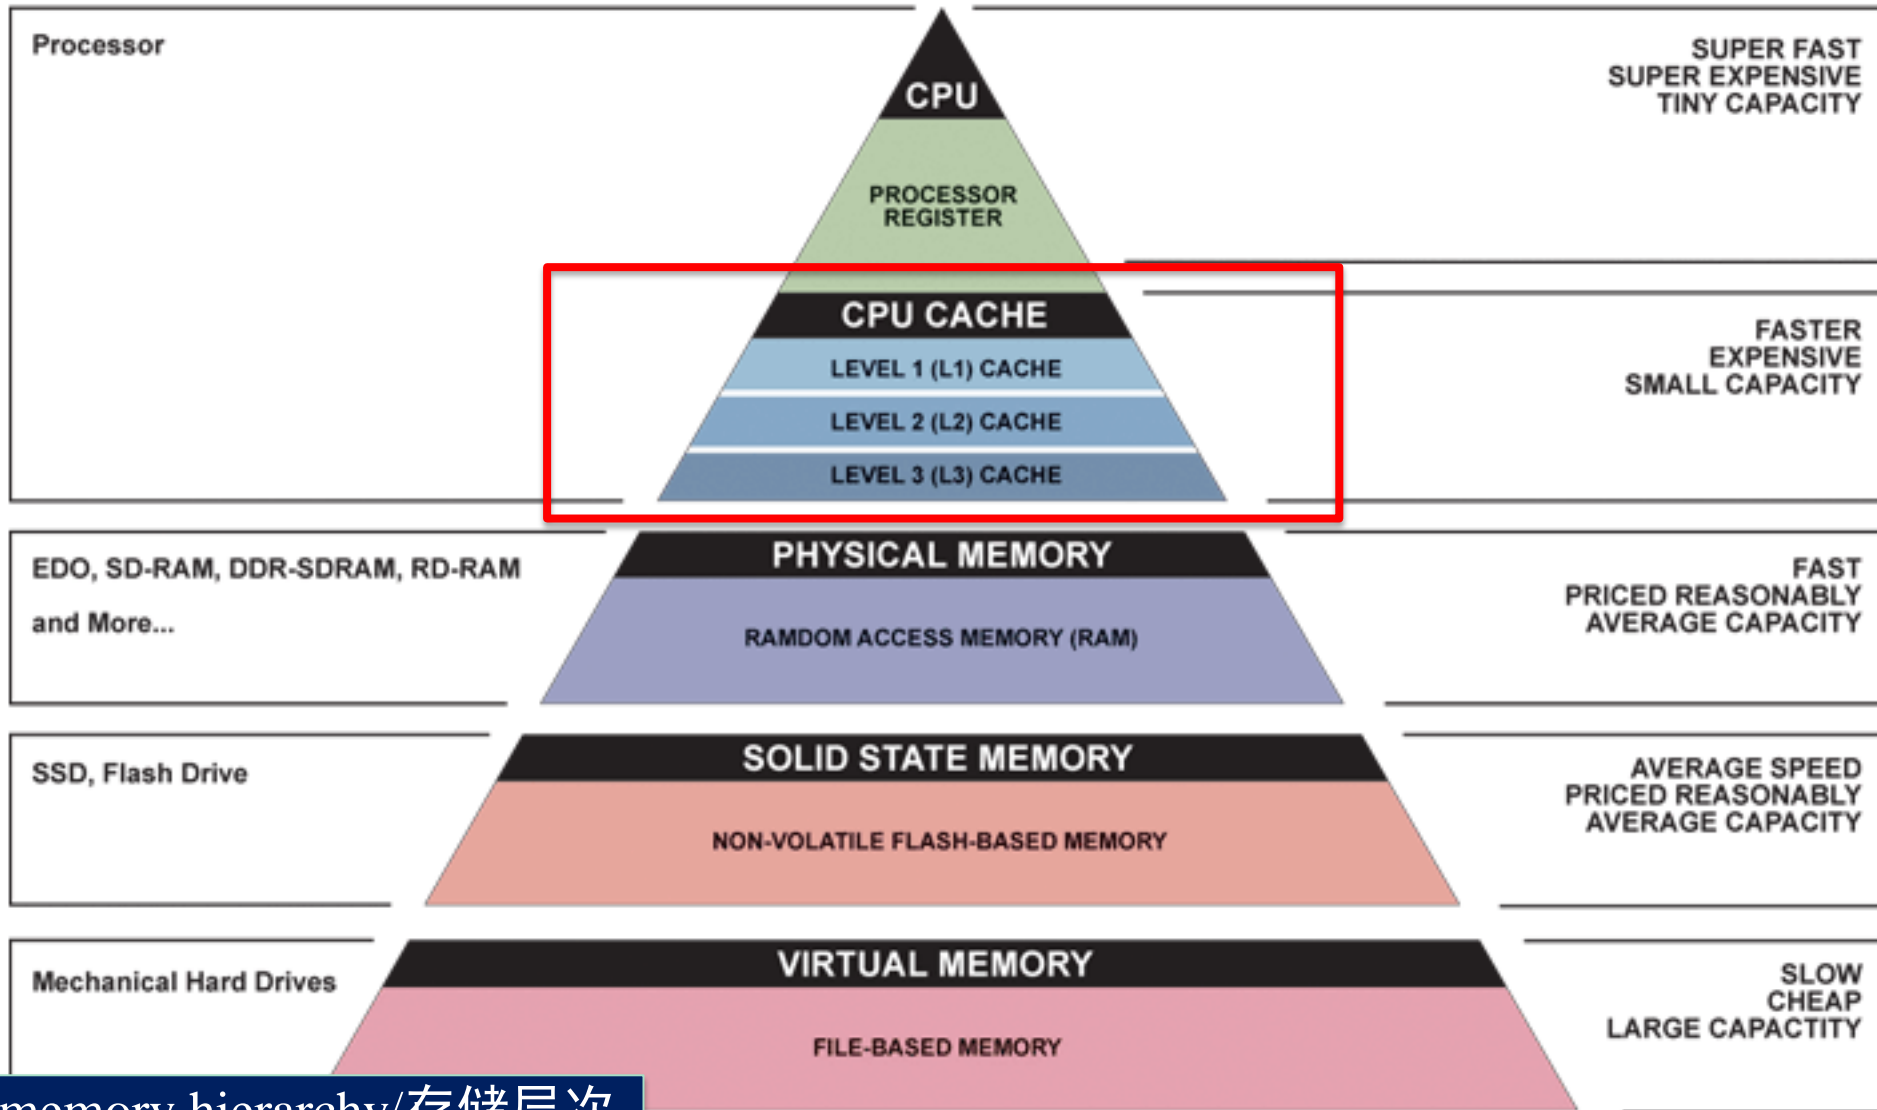 Processor
CPU
SUPER FAST
SUPER EXPENSIVE
TINY CAPACITY
PROCESSOR
REGISTER
CPU CACHE
LEVEL 1 (L1) CACHE
LEVEL 2 (L2) CACHE
LEVEL 3 (L3) CACHE
FASTER
EXPENSIVE
SMALL CAPACITY
EDO, SD-RAM, DDR-SDRAM, RD-RAM
and More...
PHYSICAL MEMORY
RAMDOM ACCESS MEMORY (RAM)
FAST
PRICED REASONABLY
AVERAGE CAPACITY
SSD, Flash Drive
SOLID STATE MEMORY
NON-VOLATILE FLASH-BASED MEMORY
AVERAGE SPEED
PRICED REASONABLY
AVERAGE CAPACITY
Mechanical Hard Drives
VIRTUAL MEMORY
FILE-BASED MEMORY
SLOW
CHEAP
LARGE CAPACTITY
memory hierarchy/存储层次